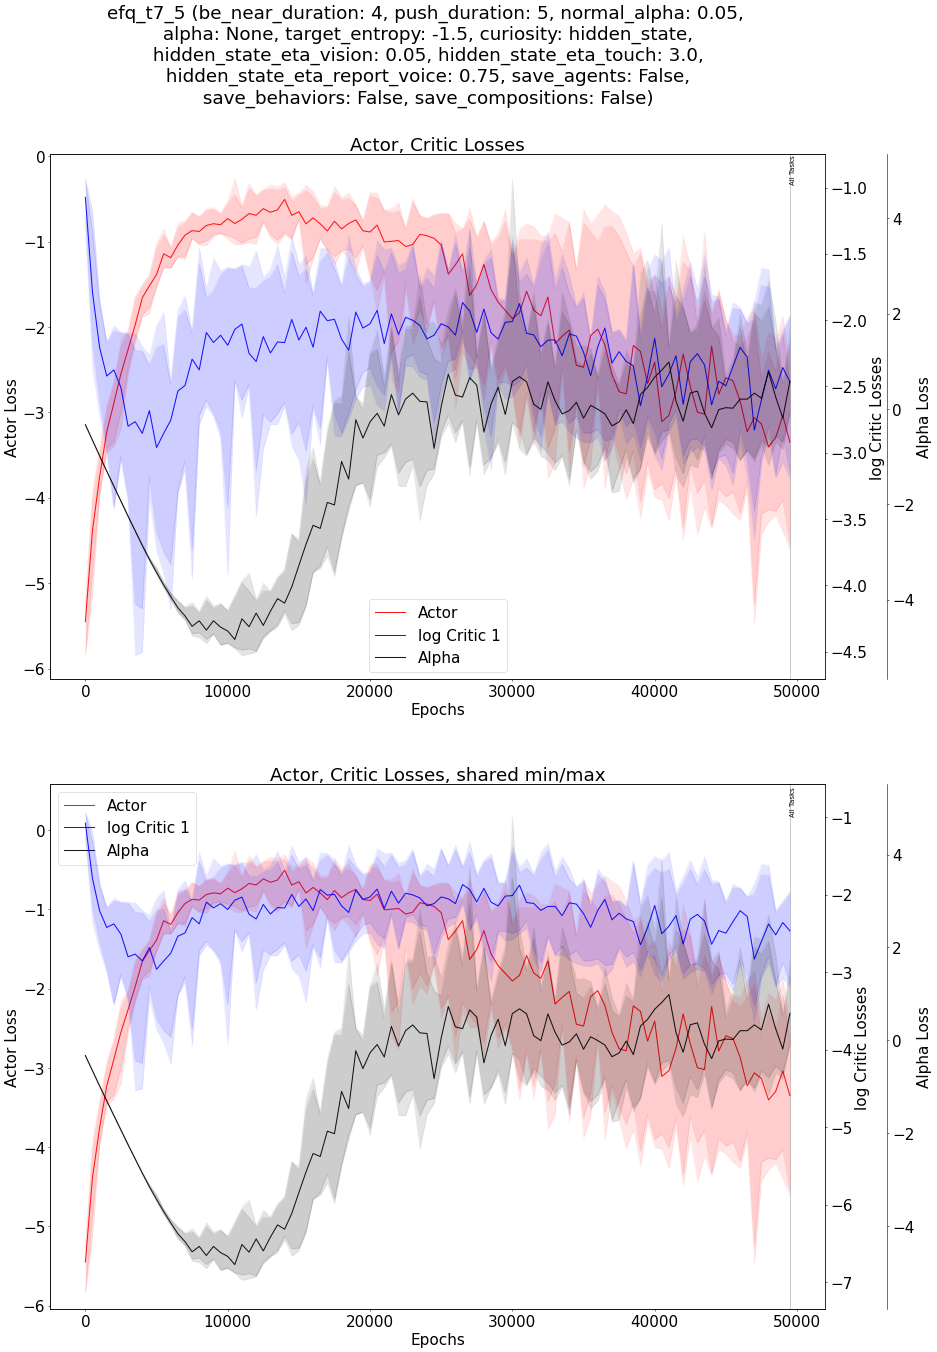 efq_t7_5 (be_near_duration: 4, push_duration: 5, normal_alpha: 0.05,
alpha: None, target_entropy: -1.5, curiosity: hidden_state,
hidden_state_eta_vision: 0.05, hidden_state_eta_touch: 3.0,
hidden_state_eta_report_voice: 0.75, save_agents: False,
save_behaviors: False, save_compositions: False)
Actor, Critic Losses
0
−1
−2
−3
−4
−5
−6
Actor Loss
All Tasks
Actor
log Critic 1
Alpha
−1.0
−1.5
−2.0
−2.5
−3.0
−3.5
−4.0
−4.5
log Critic Losses
4
2
0
−2
−4
Alpha Loss
0
10000
20000
30000
40000
50000
Epochs
Actor, Critic Losses, shared min/max
Actor
log Critic 1
Alpha
0
−1
−2
−3
−4
−5
−6
Actor Loss
All Tasks
−1
−2
−3
−4
−5
−6
−7
log Critic Losses
4
2
0
−2
−4
Alpha Loss
0
10000
20000
30000
40000
50000
Epochs